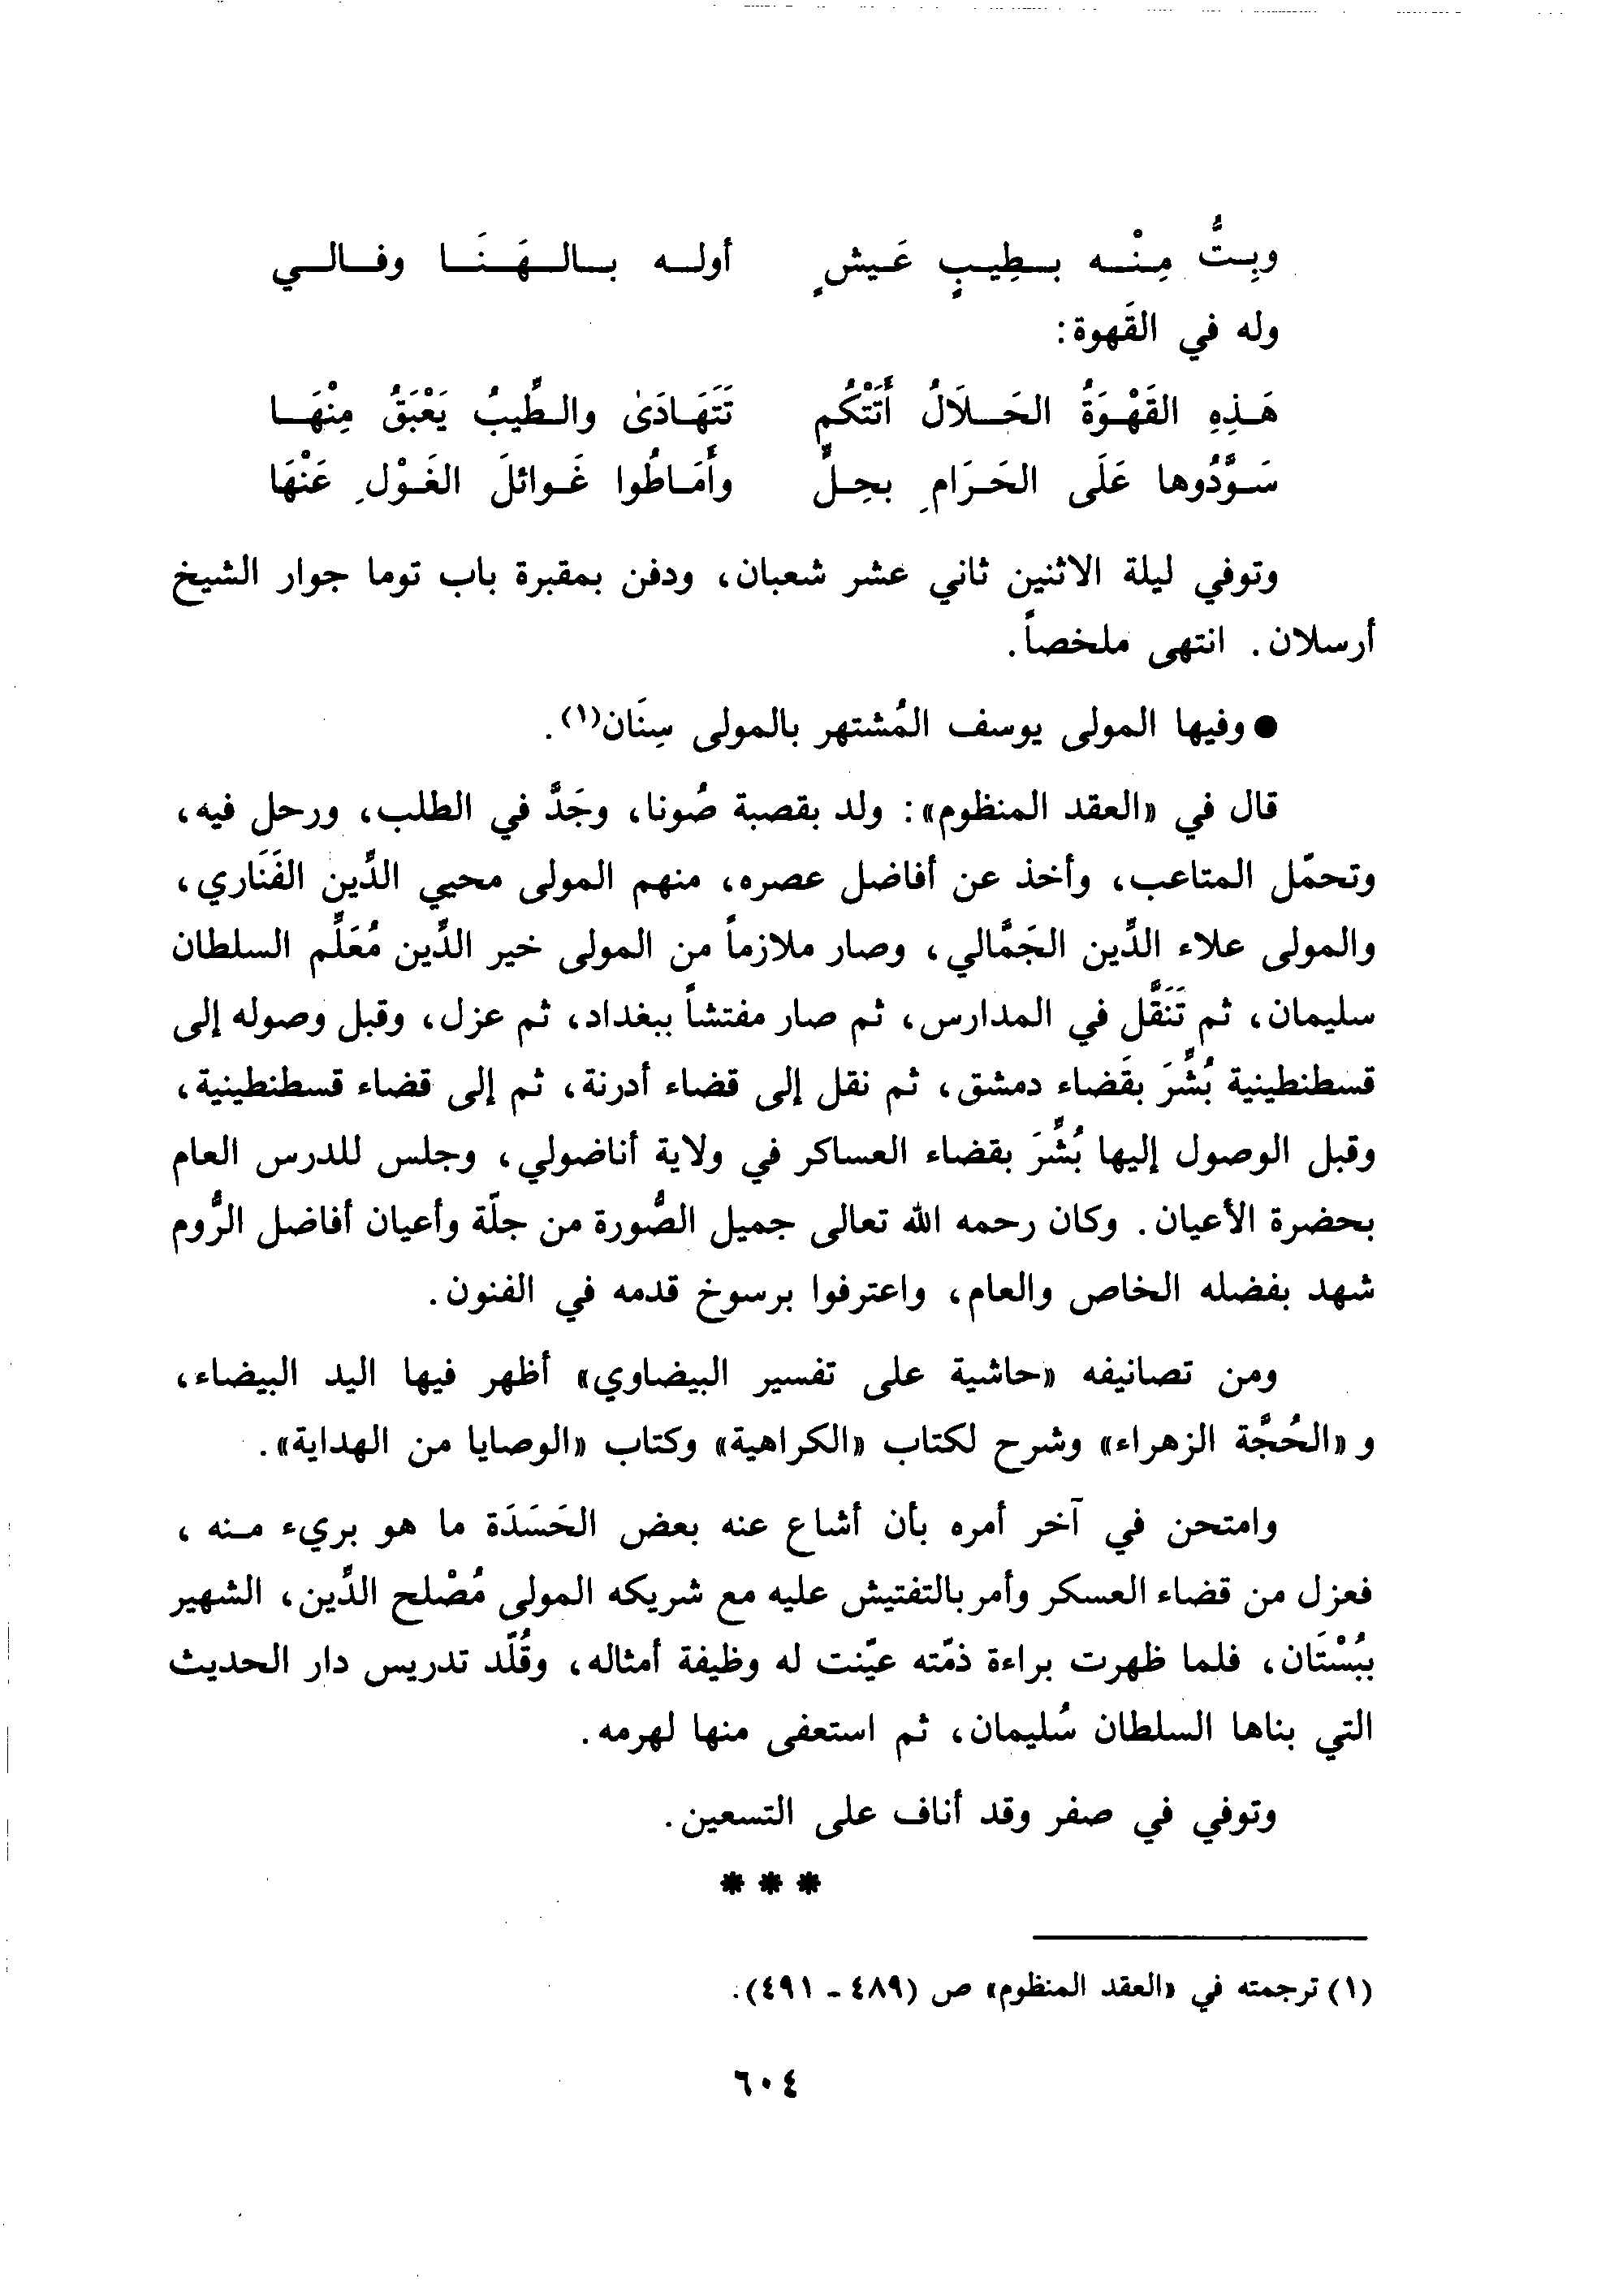 وبِتُّ مِنْه بطِيبٍ عَيشٍ أوله بالهَنَا وفالي
وله في القَهوة:
هَذِهِ القَهْوَةُ الحَلَالُ أَتَتْكُم تَتَهَادَىٰ والطِّيبُ يَعْبَقُ مِنْهَا
سَوَّدُوها عَلَى الحَرَامِ بحِلٍّ وأَمَاطُوا غَوائلَ الغَوْلِ عَنْهَا
وتوفي ليلة الاثنين ثاني عشر شعبان، ودفن بمقبرة باب توما جوار الشيخ
أرسلان. انتهى ملخصاً.
● وفيها المولى يوسف المُشتهر بالمولى سِنَان(١).
قال في «العقد المنظوم»: ولد بقصبة صُونا، وجَدَّ في الطلب، ورحل فيه،
وتحمّل المتاعب، وأخذ عن أفاضل عصره، منهم المولى محيي الدِّين الفَنَاري،
والمولى علاء الدِّين الجَمَّالي، وصار ملازماً من المولى خير الدِّين مُعَلِّم السلطان
سليمان، ثم تَنَقَّل في المدارس، ثم صار مفتشاً ببغداد، ثم عزل، وقبل وصوله إلى
قسطنطينية بُشِّرَ بقَضاء دمشق، ثم نقل إلى قضاء أدرنة، ثم إلى قضاء قسطنطينية،
وقبل الوصول إليها بُشِّرَ بقضاء العساكر في ولاية أناضولي، وجلس للدرس العام
بحضرة الأعيان. وكان رحمه الله تعالى جميل الصُّورة من جلّة وأعيان أفاضل الرُّوم
شهد بفضله الخاص والعام، واعترفوا برسوخ قدمه في الفنون.
ومن تصانيفه «حاشية على تفسير البيضاوي» أظهر فيها اليد البيضاء،
و «الحُجَّة الزهراء» وشرح لكتاب «الكراهية» وكتاب «الوصايا من الهداية».
وامتحن في آخر أمره بأن أشاع عنه بعض الحَسَدَة ما هو بريء منه،
فعزل من قضاء العسكر وأمر بالتفتيش عليه مع شريكه المولى مُصْلح الدِّين، الشهير
ببُسْتَان، فلما ظهرت براءة ذمّته عيّنت له وظيفة أمثاله، وقُلّد تدريس دار الحديث
التي بناها السلطان سُليمان، ثم استعفى منها لهرمه.
وتوفي في صفر وقد أناف على التسعين.
* * *
(١) ترجمته في «العقد المنظوم» ص (٤٨٩ - ٤٩١).
٦٠٤